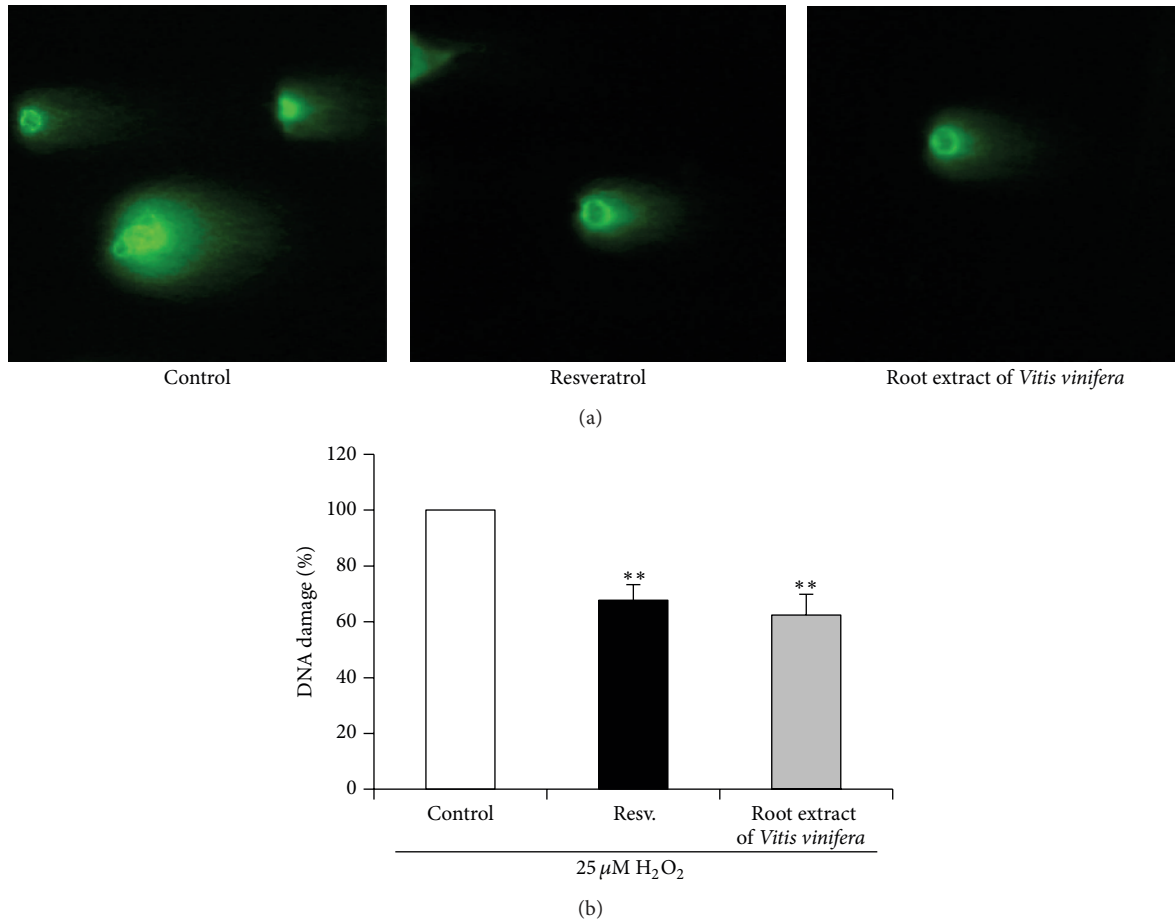 Control
Resveratrol
Root extract of Vitis vinifera
(a)
120
100
80
60
40
20
0
DNA damage (%)
**
**
Control
Resv.
Root extract
of Vitis vinifera
25 μM H₂O₂
(b)